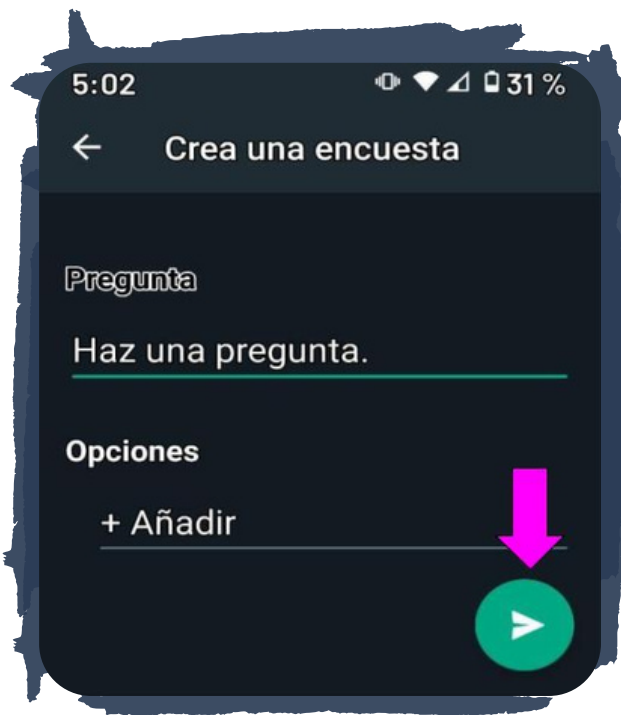 5:02 31 %
Crea una encuesta
Pregunta
Haz una pregunta.
Opciones
+ Añadir